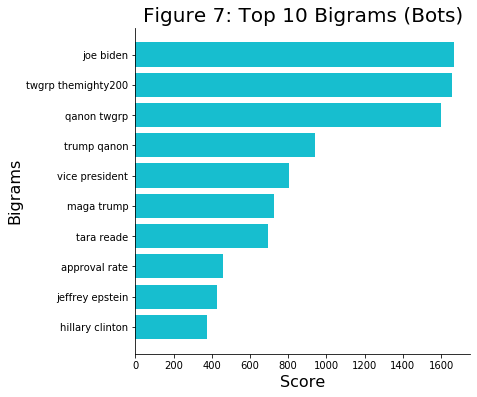 Figure 7: Top 10 Bigrams (Bots)
joe biden
twgrp themighty200
qanon twgrp
trump qanon
vice president
maga trump
tara reade
approval rate
jeffrey epstein
hillary clinton
Bigrams
0 200 400 600 800 1000 1200 1400 1600
Score